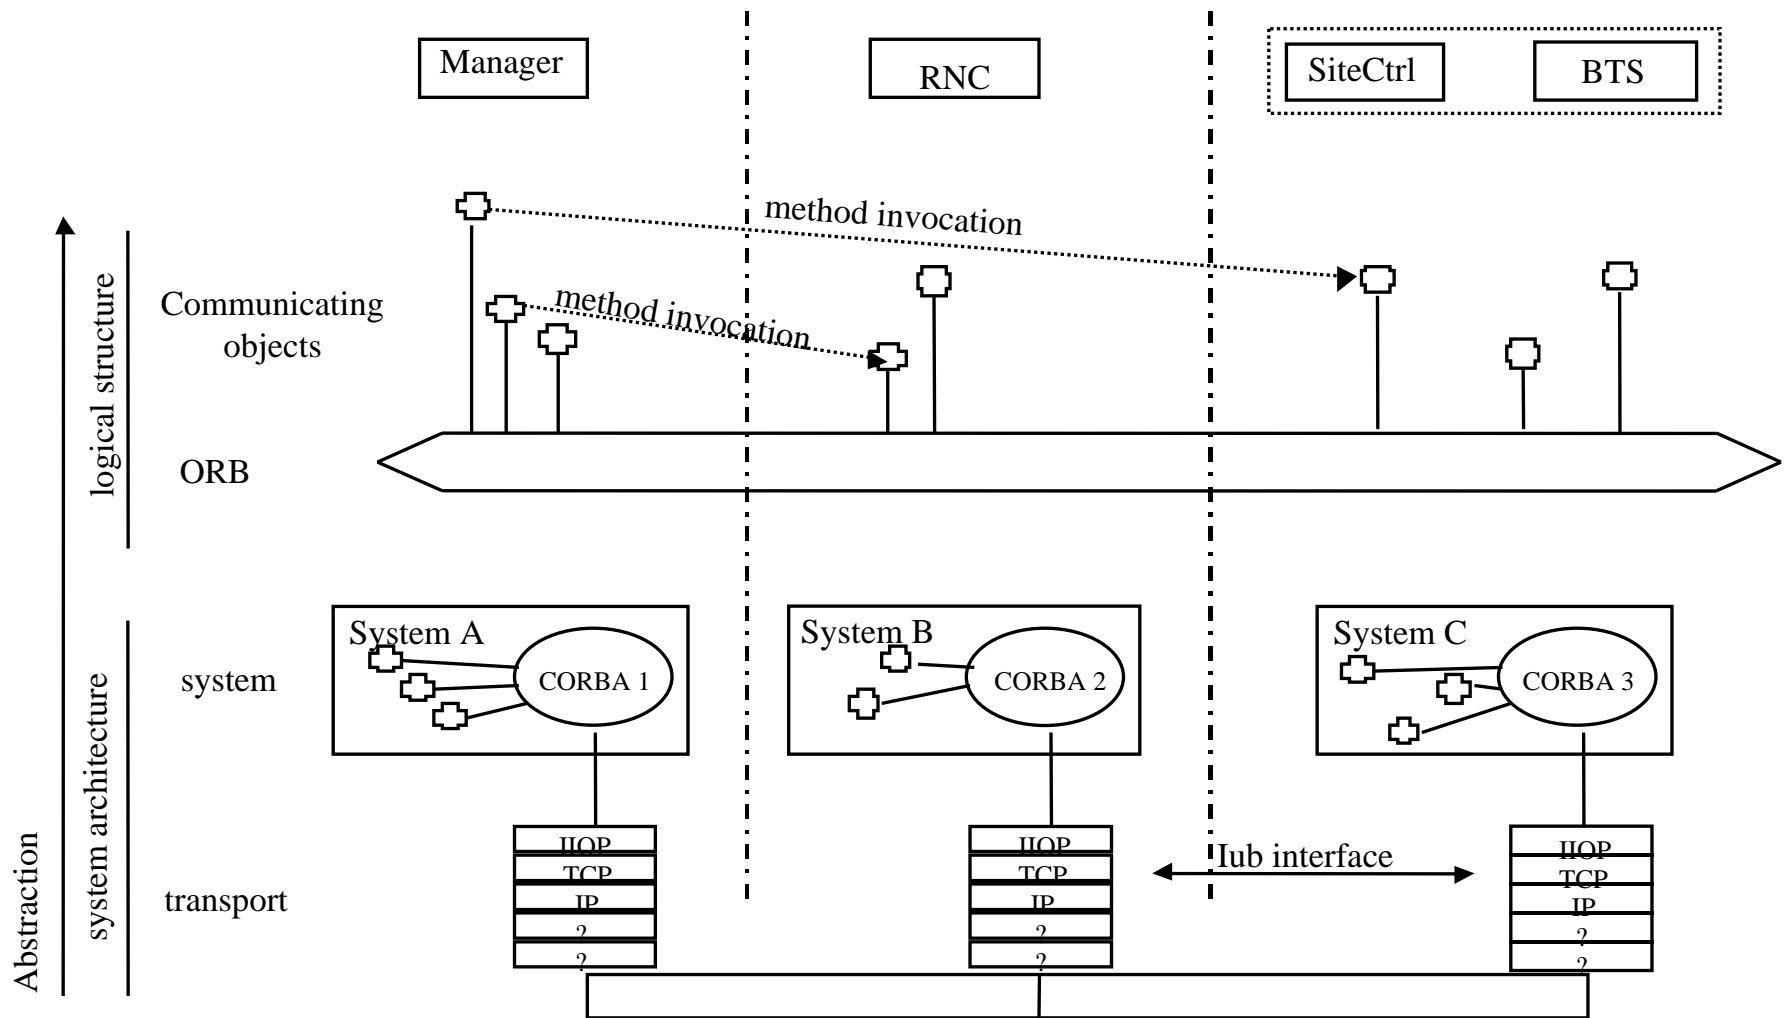 Manager
RNC
SiteCtrl
BTS
method invocation
method invocation
Communicating
objects
logical structure
ORB
System A
System B
System C
CORBA 1
CORBA 2
CORBA 3
system
system architecture
Abstraction
transport
IIOP
TCP
IP
?
?
IIOP
TCP
IP
?
?
Iub interface
IIOP
TCP
IP
?
?